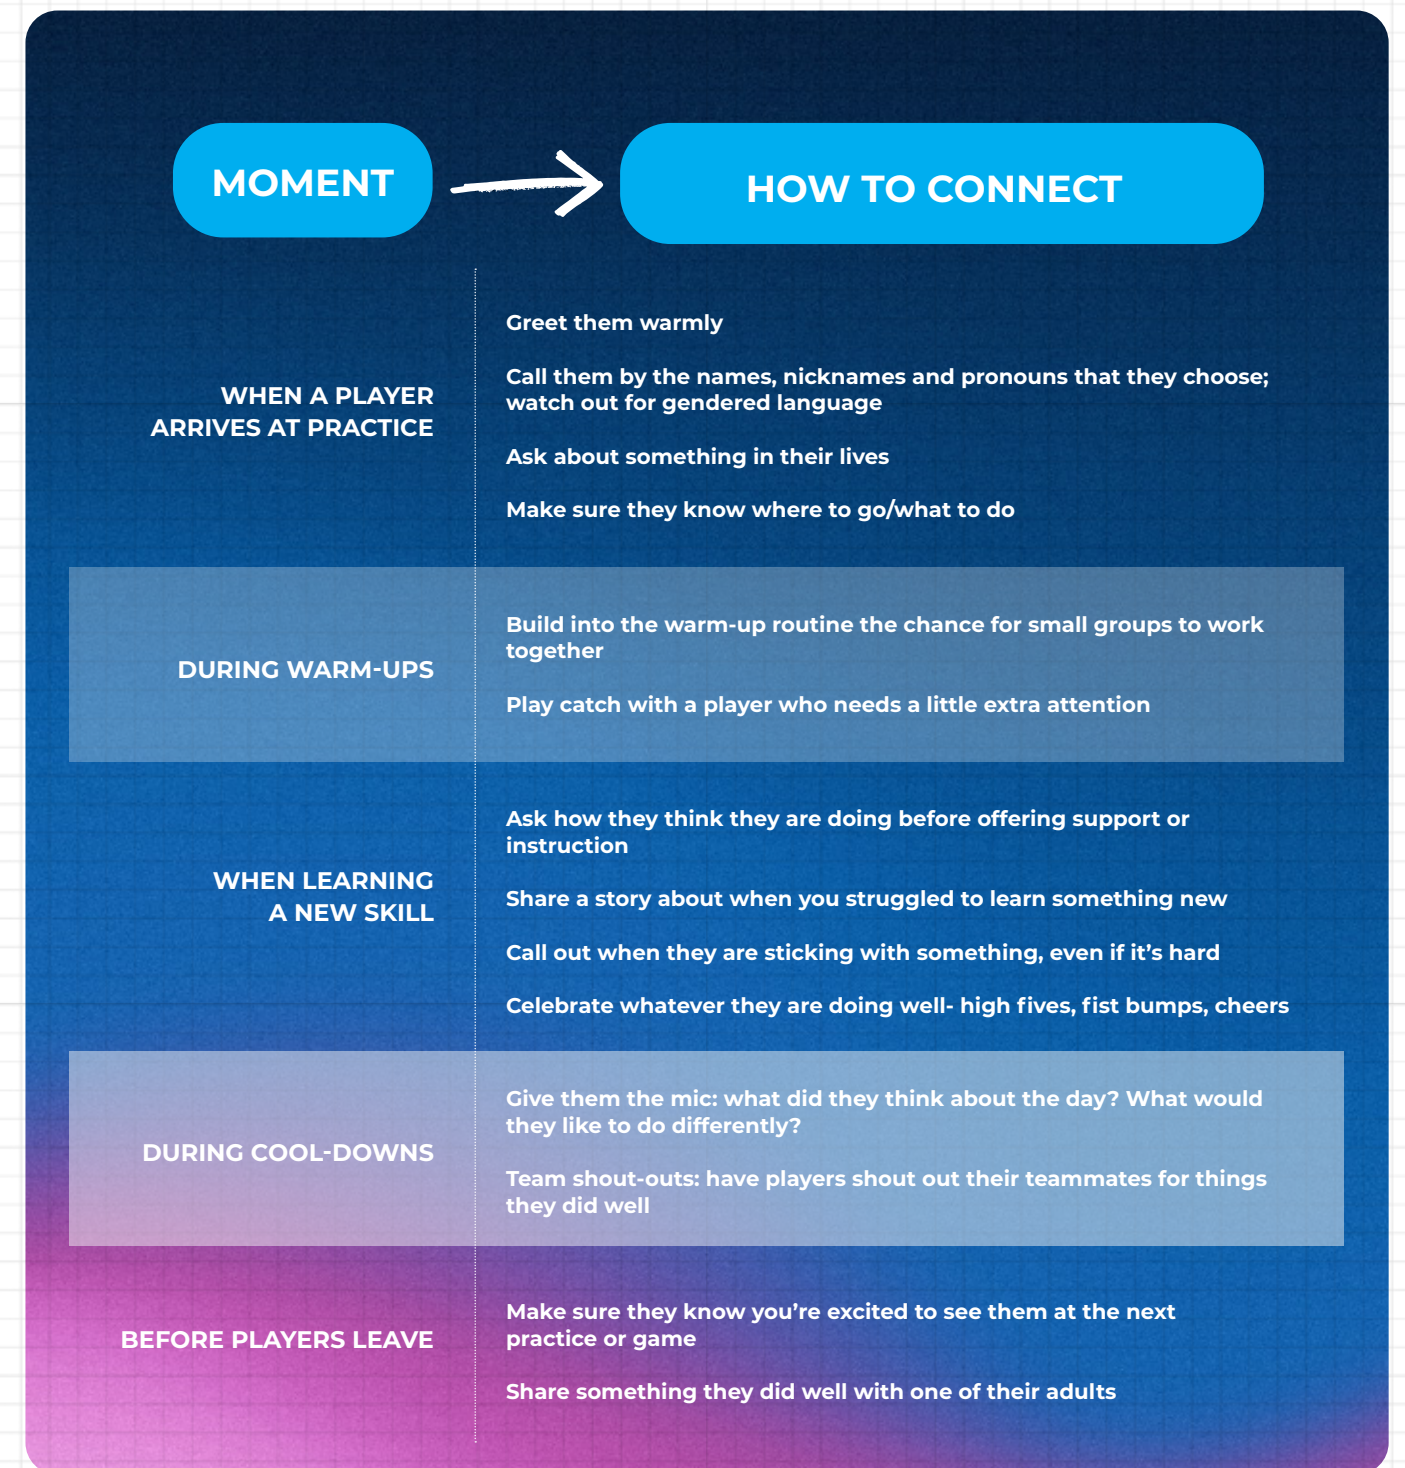 MOMENT
HOW TO CONNECT
WHEN A PLAYER
ARRIVES AT PRACTICE
Greet them warmly
Call them by the names, nicknames and pronouns that they choose;
watch out for gendered language
Ask about something in their lives
Make sure they know where to go/what to do
DURING WARM-UPS
Build into the warm-up routine the chance for small groups to work
together
Play catch with a player who needs a little extra attention
WHEN LEARNING
A NEW SKILL
Ask how they think they are doing before offering support or
instruction
Share a story about when you struggled to learn something new
Call out when they are sticking with something, even if it’s hard
Celebrate whatever they are doing well- high fives, fist bumps, cheers
DURING COOL-DOWNS
Give them the mic: what did they think about the day? What would
they like to do differently?
Team shout-outs: have players shout out their teammates for things
they did well
BEFORE PLAYERS LEAVE
Make sure they know you’re excited to see them at the next
practice or game
Share something they did well with one of their adults